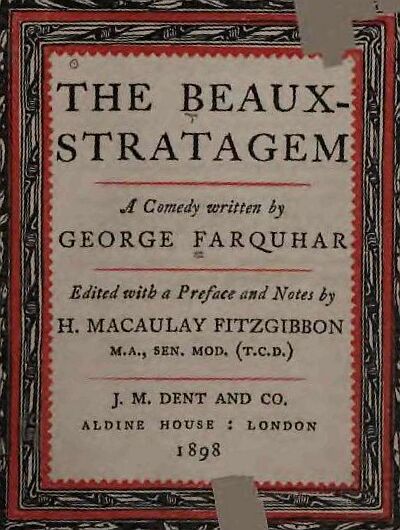 THE BEAUX-
STRATAGEM
A Comedy written by
GEORGE FARQUHAR
Edited with a Preface and Notes by
H. MACAULAY FITZGIBBON
M.A., SEN. MOD. (T.C.D.)
J. M. DENT AND CO.
ALDINE HOUSE : LONDON
1898